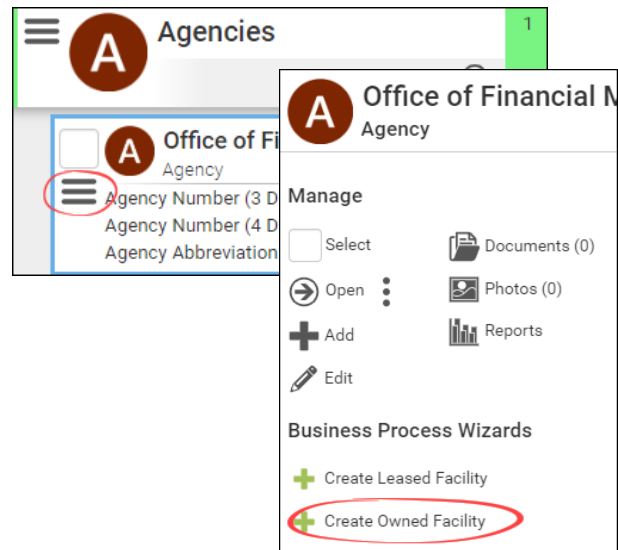 A Agencies 1
A Office of Fi
Agency
Agency Number (3 D
Agency Number (4 D
Agency Abbreviation
A Office of Financial
Agency
Manage
Select Documents (0)
Open Photos (0)
Add Reports
Edit
Business Process Wizards
Create Leased Facility
Create Owned Facility